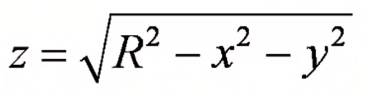 z = √(R² − x² − y²)